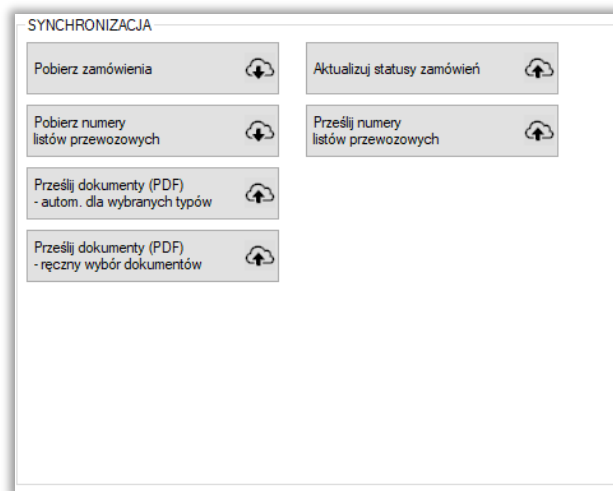 SYNCHRONIZACJA
Pobierz zamówienia
Aktualizuj statusy zamówień
Pobierz numery
listów przewozowych
Prześlij numery
listów przewozowych
Prześlij dokumenty (PDF)
- autom. dla wybranych typów
Prześlij dokumenty (PDF)
- ręczny wybór dokumentów